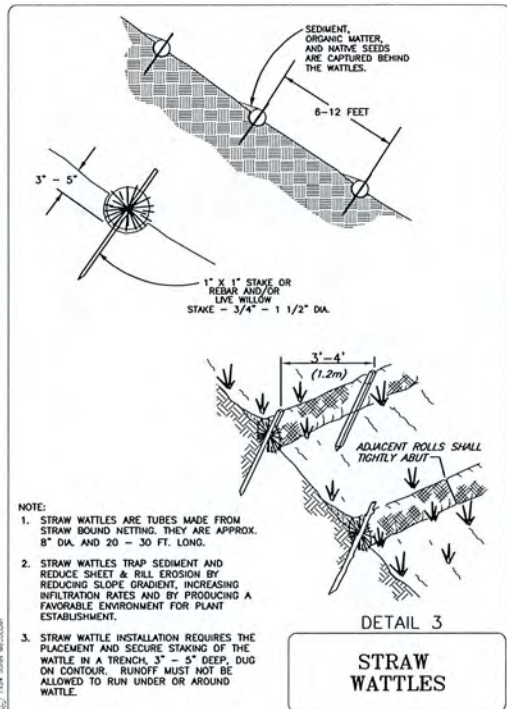 SEDIMENT,
ORGANIC MATTER,
AND NATIVE SEEDS
ARE CAPTURED BEHIND
THE WATTLES.
6-12 FEET
3" - 5"
1" X 1" STAKE OR
REBAR AND/OR
LIVE WILLOW
STAKE - 3/4" - 1 1/2" DIA.
3'-4'
(1.2m)
ADJACENT ROLLS SHALL
TIGHTLY ABUT
NOTE:
1. STRAW WATTLES ARE TUBES MADE FROM
STRAW BOUND NETTING. THEY ARE APPROX.
8" DIA. AND 20 - 30 FT. LONG.
2. STRAW WATTLES TRAP SEDIMENT AND
REDUCE SHEET & RILL EROSION BY
REDUCING SLOPE GRADIENT, INCREASING
INFILTRATION RATES AND BY PRODUCING A
FAVORABLE ENVIRONMENT FOR PLANT
ESTABLISHMENT.
3. STRAW WATTLE INSTALLATION REQUIRES THE
PLACEMENT AND SECURE STAKING OF THE
WATTLE IN A TRENCH, 3" - 5" DEEP, DUG
ON CONTOUR. RUNOFF MUST NOT BE
ALLOWED TO RUN UNDER OR AROUND
WATTLE.
DETAIL 3
STRAW
WATTLES
© 1994 JOHN